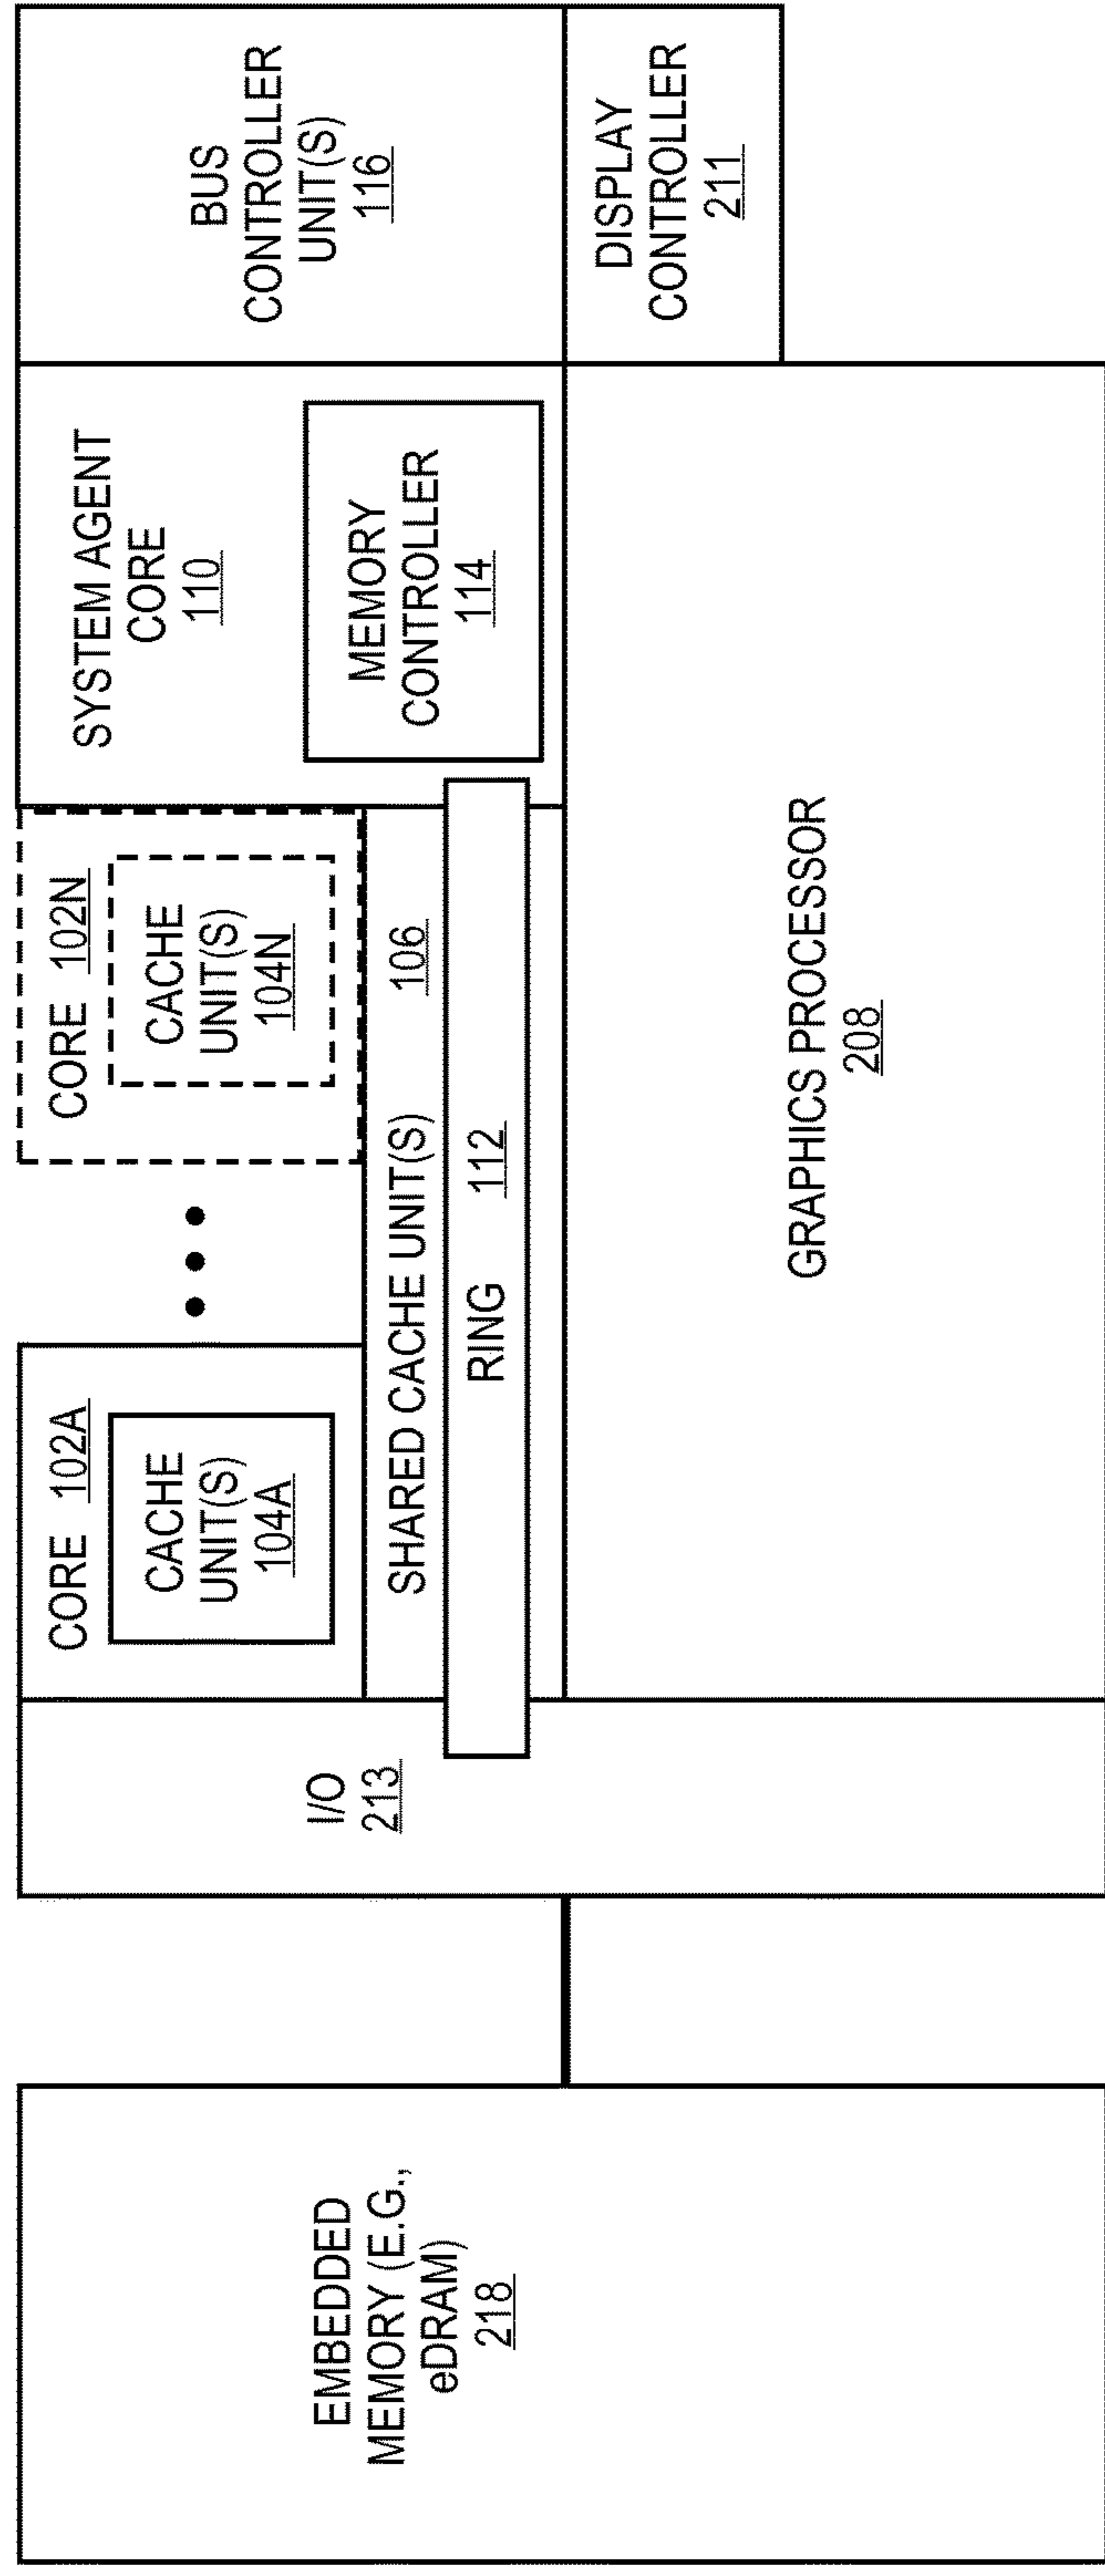 EMBEDDED
MEMORY (E.G.,
eDRAM)
218
I/O
213
CORE 102A
CACHE
UNIT(S)
104A
CORE 102N
CACHE
UNIT(S)
104N
SHARED CACHE UNIT(S) 106
RING 112
SYSTEM AGENT
CORE
110
MEMORY
CONTROLLER
114
BUS
CONTROLLER
UNIT(S)
116
GRAPHICS PROCESSOR
208
DISPLAY
CONTROLLER
211